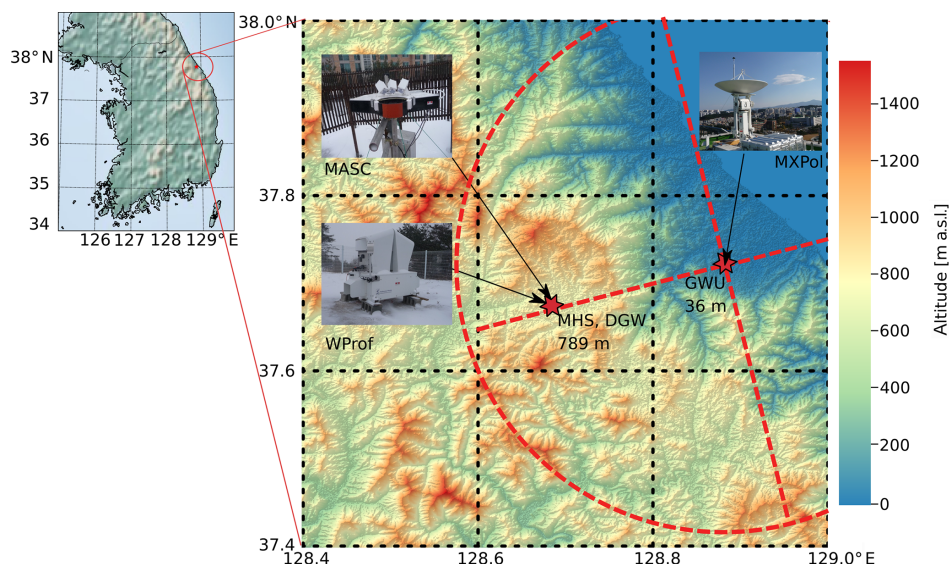 38.0°N
38°N
37
36
35
34
126 127 128 129°E
MASC
MXPol
37.8
GWU
36 m
MHS, DGW
789 m
WProf
37.6
37.4
128.4
128.6
128.8
129.0°E
1400
1200
1000
800
600
400
200
0
Altitude [m a.s.l.]